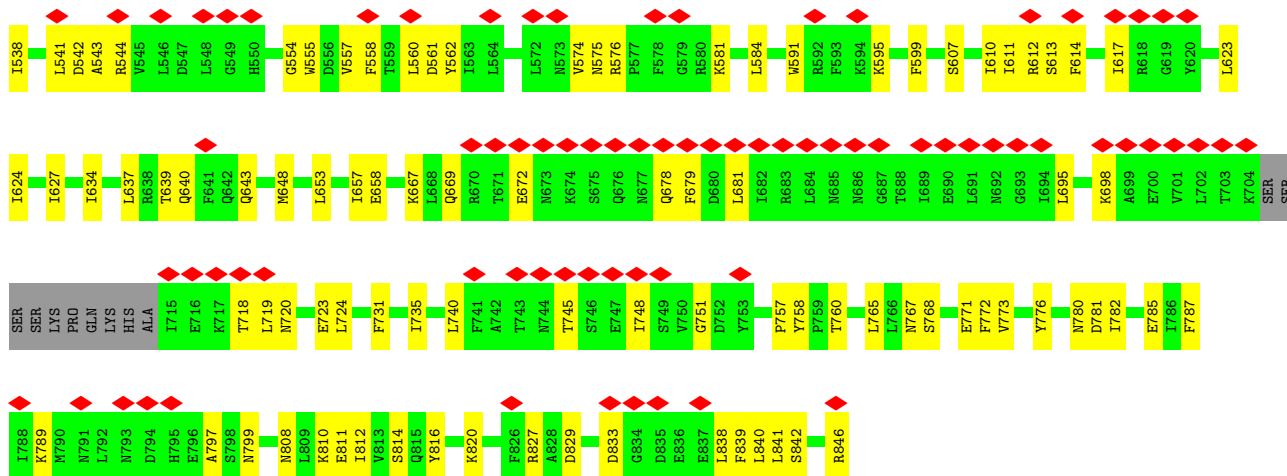 I538 L541 D542 A543 R544 V545 L546 D547 L548 G549 H550 G554 W555 D556 V557 F558 T559 L560 D561 Y562 I563 L564 L572 N573 V574 N575 R576 P577 F578 G579 R580 K581 L584 W591 R592 F593 K594 K595 F599 S607 I610 I611 R612 S613 F614 I617 R618 G619 Y620 L623
I624 I627 I634 L637 R638 T639 Q640 F641 Q642 Q643 M648 L653 I657 E658 K667 L668 Q669 R670 T671 E672 N673 K674 S675 Q676 N677 Q678 F679 D680 L681 I682 R683 L684 N685 N686 G687 T688 I689 E690 L691 N692 G693 I694 L695 K698 A699 E700 V701 L702 T703 K704 SER SER
SER SER LYS PRO GLN LYS HIS ALA I715 E716 K717 T718 L719 N720 E723 L724 F731 I735 L740 F741 A742 T743 N744 T745 S746 E747 I748 S749 V750 G751 D752 Y753 P757 Y758 P759 T760 L765 L766 N767 S768 E771 F772 V773 Y776 N780 D781 I782 E785 I786 F787
I788 K789 M790 N791 L792 N793 D794 H795 E796 A797 S798 N799 N808 L809 K810 E811 I812 V813 S814 Q815 Y816 K820 F826 R827 A828 D829 D833 G834 D835 E836 E837 L838 F839 L840 L841 S842 R846